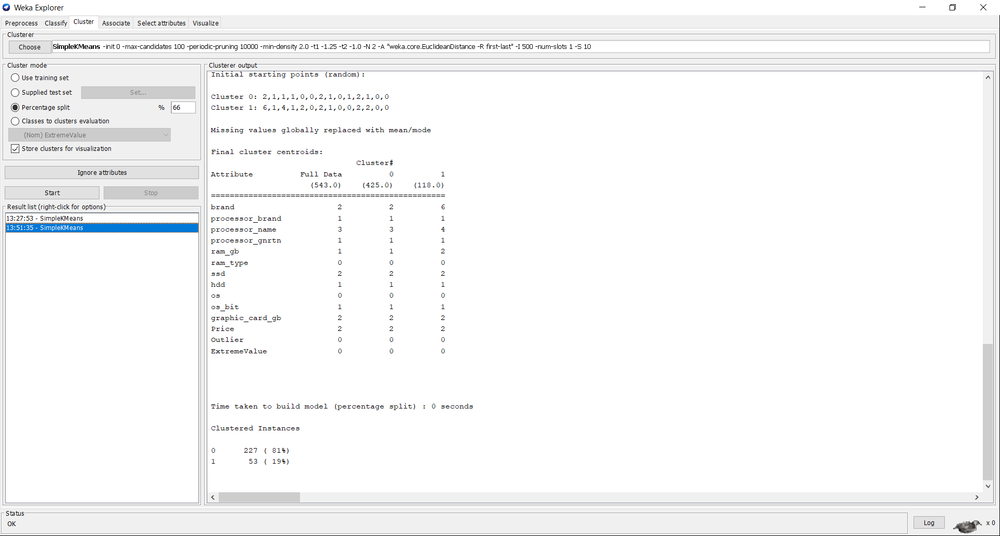 Weka Explorer
Preprocess Classify Cluster Associate Select attributes Visualize
Clusterer
Choose SimpleKMeans -init 0 -max-candidates 100 -periodic-pruning 10000 -min-density 2.0 -t1 -1.25 -t2 -1.0 -N 2 -A "weka.core.EuclideanDistance -R first-last" -I 500 -num-slots 1 -S 10
Cluster mode
Use training set
Supplied test set Set...
Percentage split % 66
Classes to clusters evaluation
(Nom) ExtremeValue
Store clusters for visualization
Ignore attributes
Start Stop
Result list (right-click for options)
13:27:53 - SimpleKMeans
13:51:35 - SimpleKMeans
Clusterer output
Initial starting points (random):
Cluster 0: 2,1,1,1,0,0,2,1,0,1,2,1,0,0
Cluster 1: 6,1,4,1,2,0,2,1,0,0,2,2,0,0
Missing values globally replaced with mean/mode
Final cluster centroids:
Cluster#
Attribute Full Data 0 1
(543.0) (425.0) (118.0)
==================================================
brand 2 2 6
processor_brand 1 1 1
processor_name 3 3 4
processor_gnrtn 1 1 1
ram_gb 1 1 2
ram_type 0 0 0
ssd 2 2 2
hdd 1 1 1
os 0 0 0
os_bit 1 1 1
graphic_card_gb 2 2 2
Price 2 2 2
Outlier 0 0 0
ExtremeValue 0 0 0
Time taken to build model (percentage split) : 0 seconds
Clustered Instances
0 227 ( 81%)
1 53 ( 19%)
Status
OK
Log
x 0